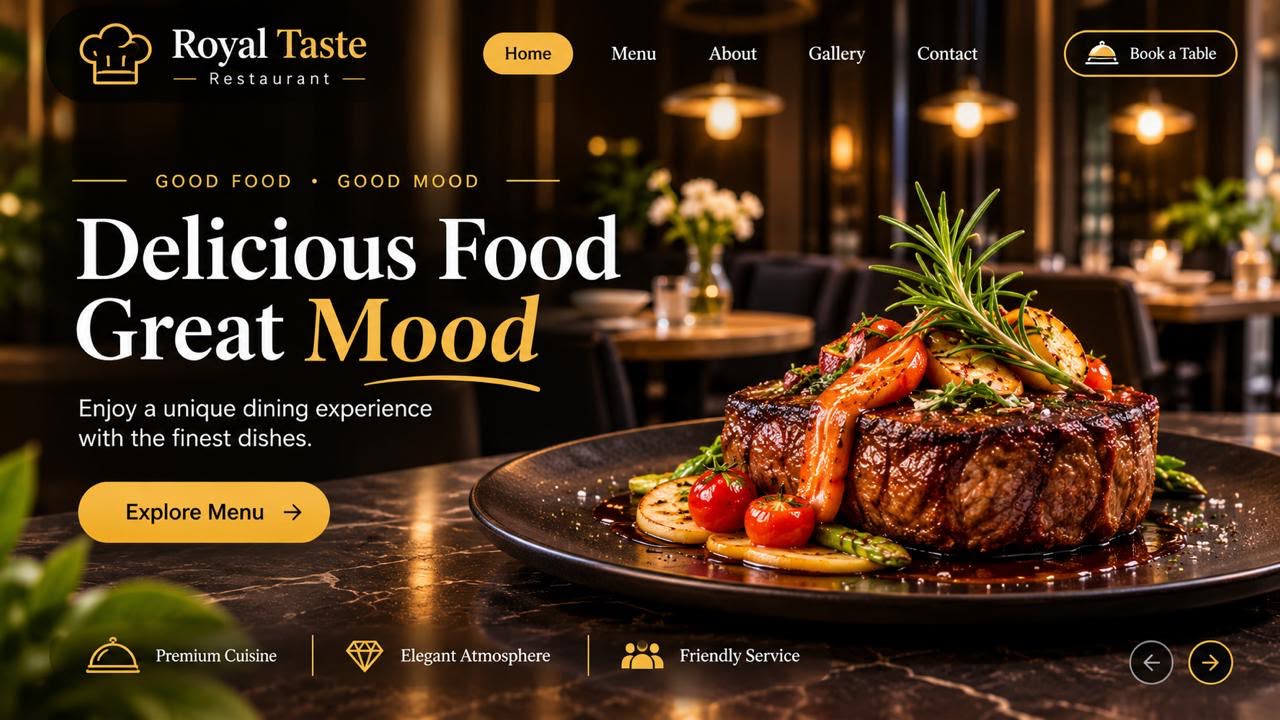 Royal Taste
Restaurant
Home
Menu
About
Gallery
Contact
Book a Table
GOOD FOOD • GOOD MOOD
Delicious Food
Great Mood
Enjoy a unique dining experience
with the finest dishes.
Explore Menu →
Premium Cuisine
Elegant Atmosphere
Friendly Service